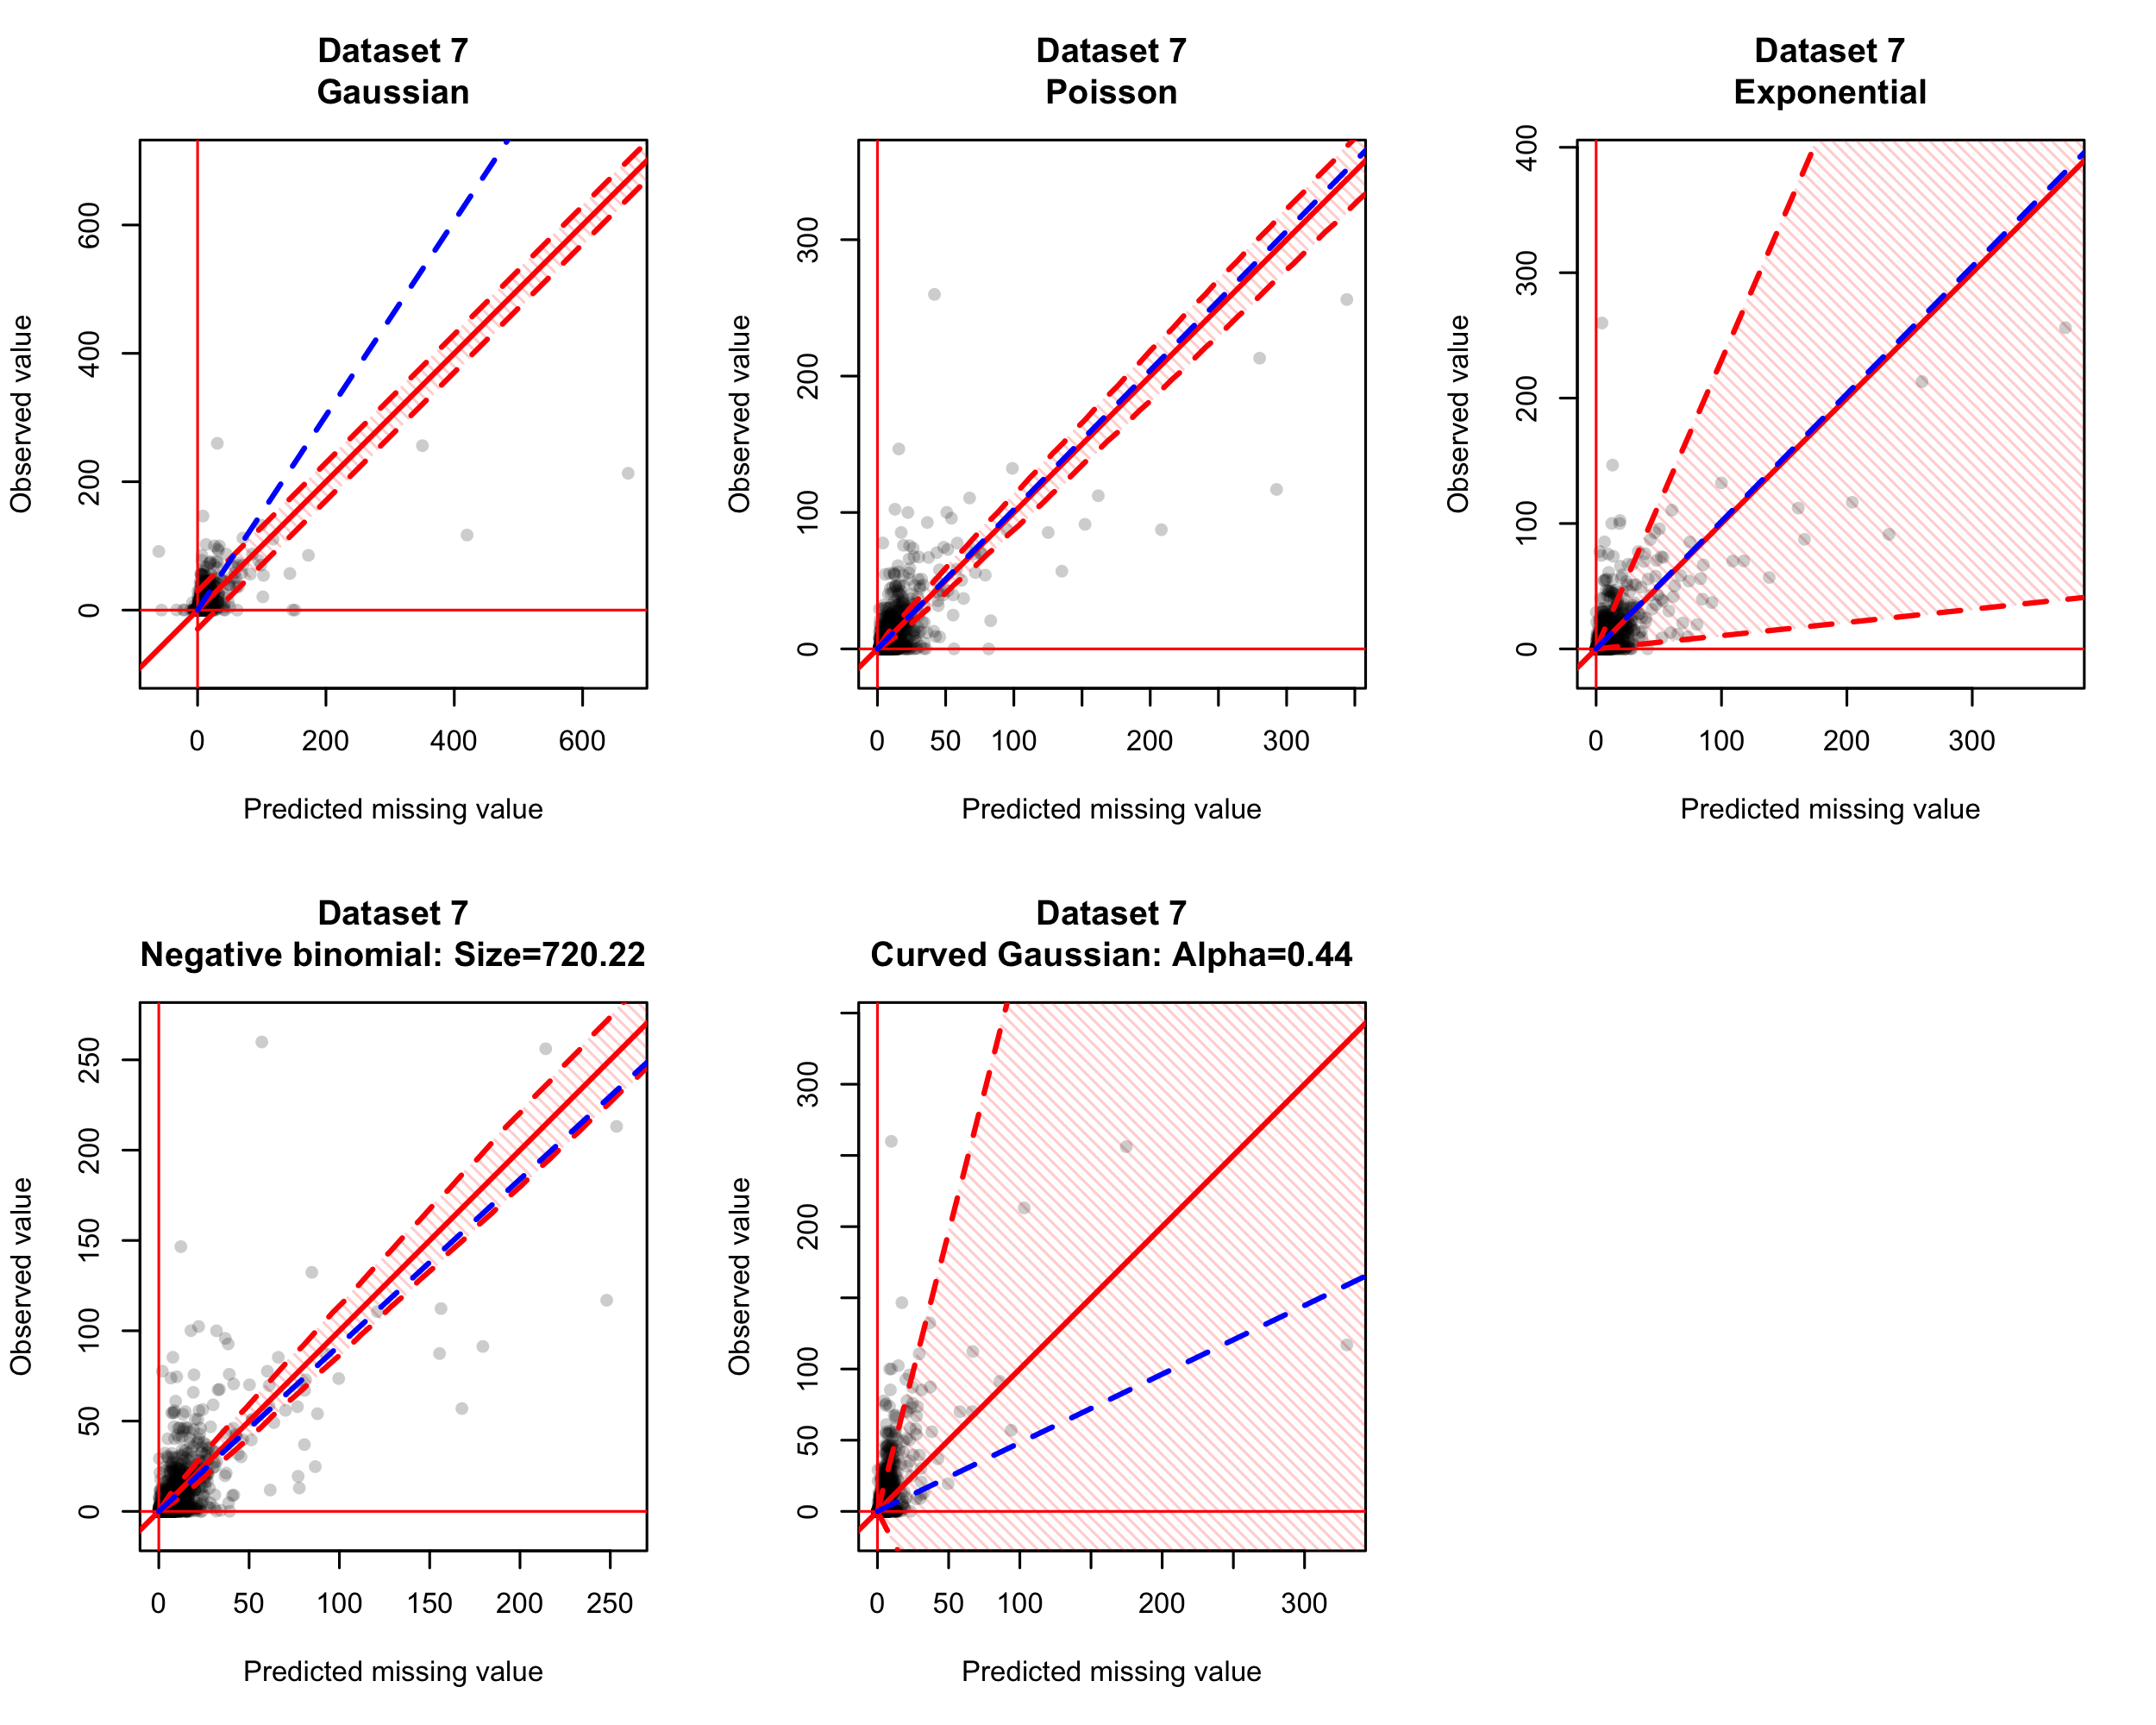 Dataset 7
Gaussian
Observed value
0 200 400 600
0 200 400 600
Predicted missing value
Dataset 7
Poisson
Observed value
0 100 200 300
0 50 100 200 300
Predicted missing value
Dataset 7
Exponential
Observed value
0 100 200 300 400
0 100 200 300
Predicted missing value
Dataset 7
Negative binomial: Size=720.22
Observed value
0 50 100 150 200 250
0 50 100 150 200 250
Predicted missing value
Dataset 7
Curved Gaussian: Alpha=0.44
Observed value
0 50 100 200 300
0 50 100 200 300
Predicted missing value